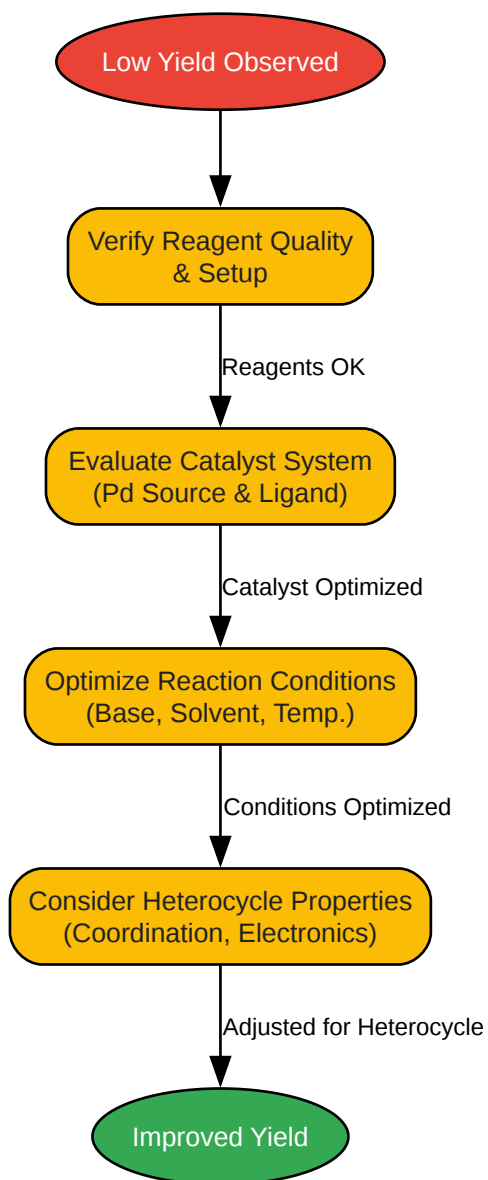 Low Yield Observed
Verify Reagent Quality
& Setup
Reagents OK
Evaluate Catalyst System
(Pd Source & Ligand)
Catalyst Optimized
Optimize Reaction Conditions
(Base, Solvent, Temp.)
Conditions Optimized
Consider Heterocycle Properties
(Coordination, Electronics)
Adjusted for Heterocycle
Improved Yield